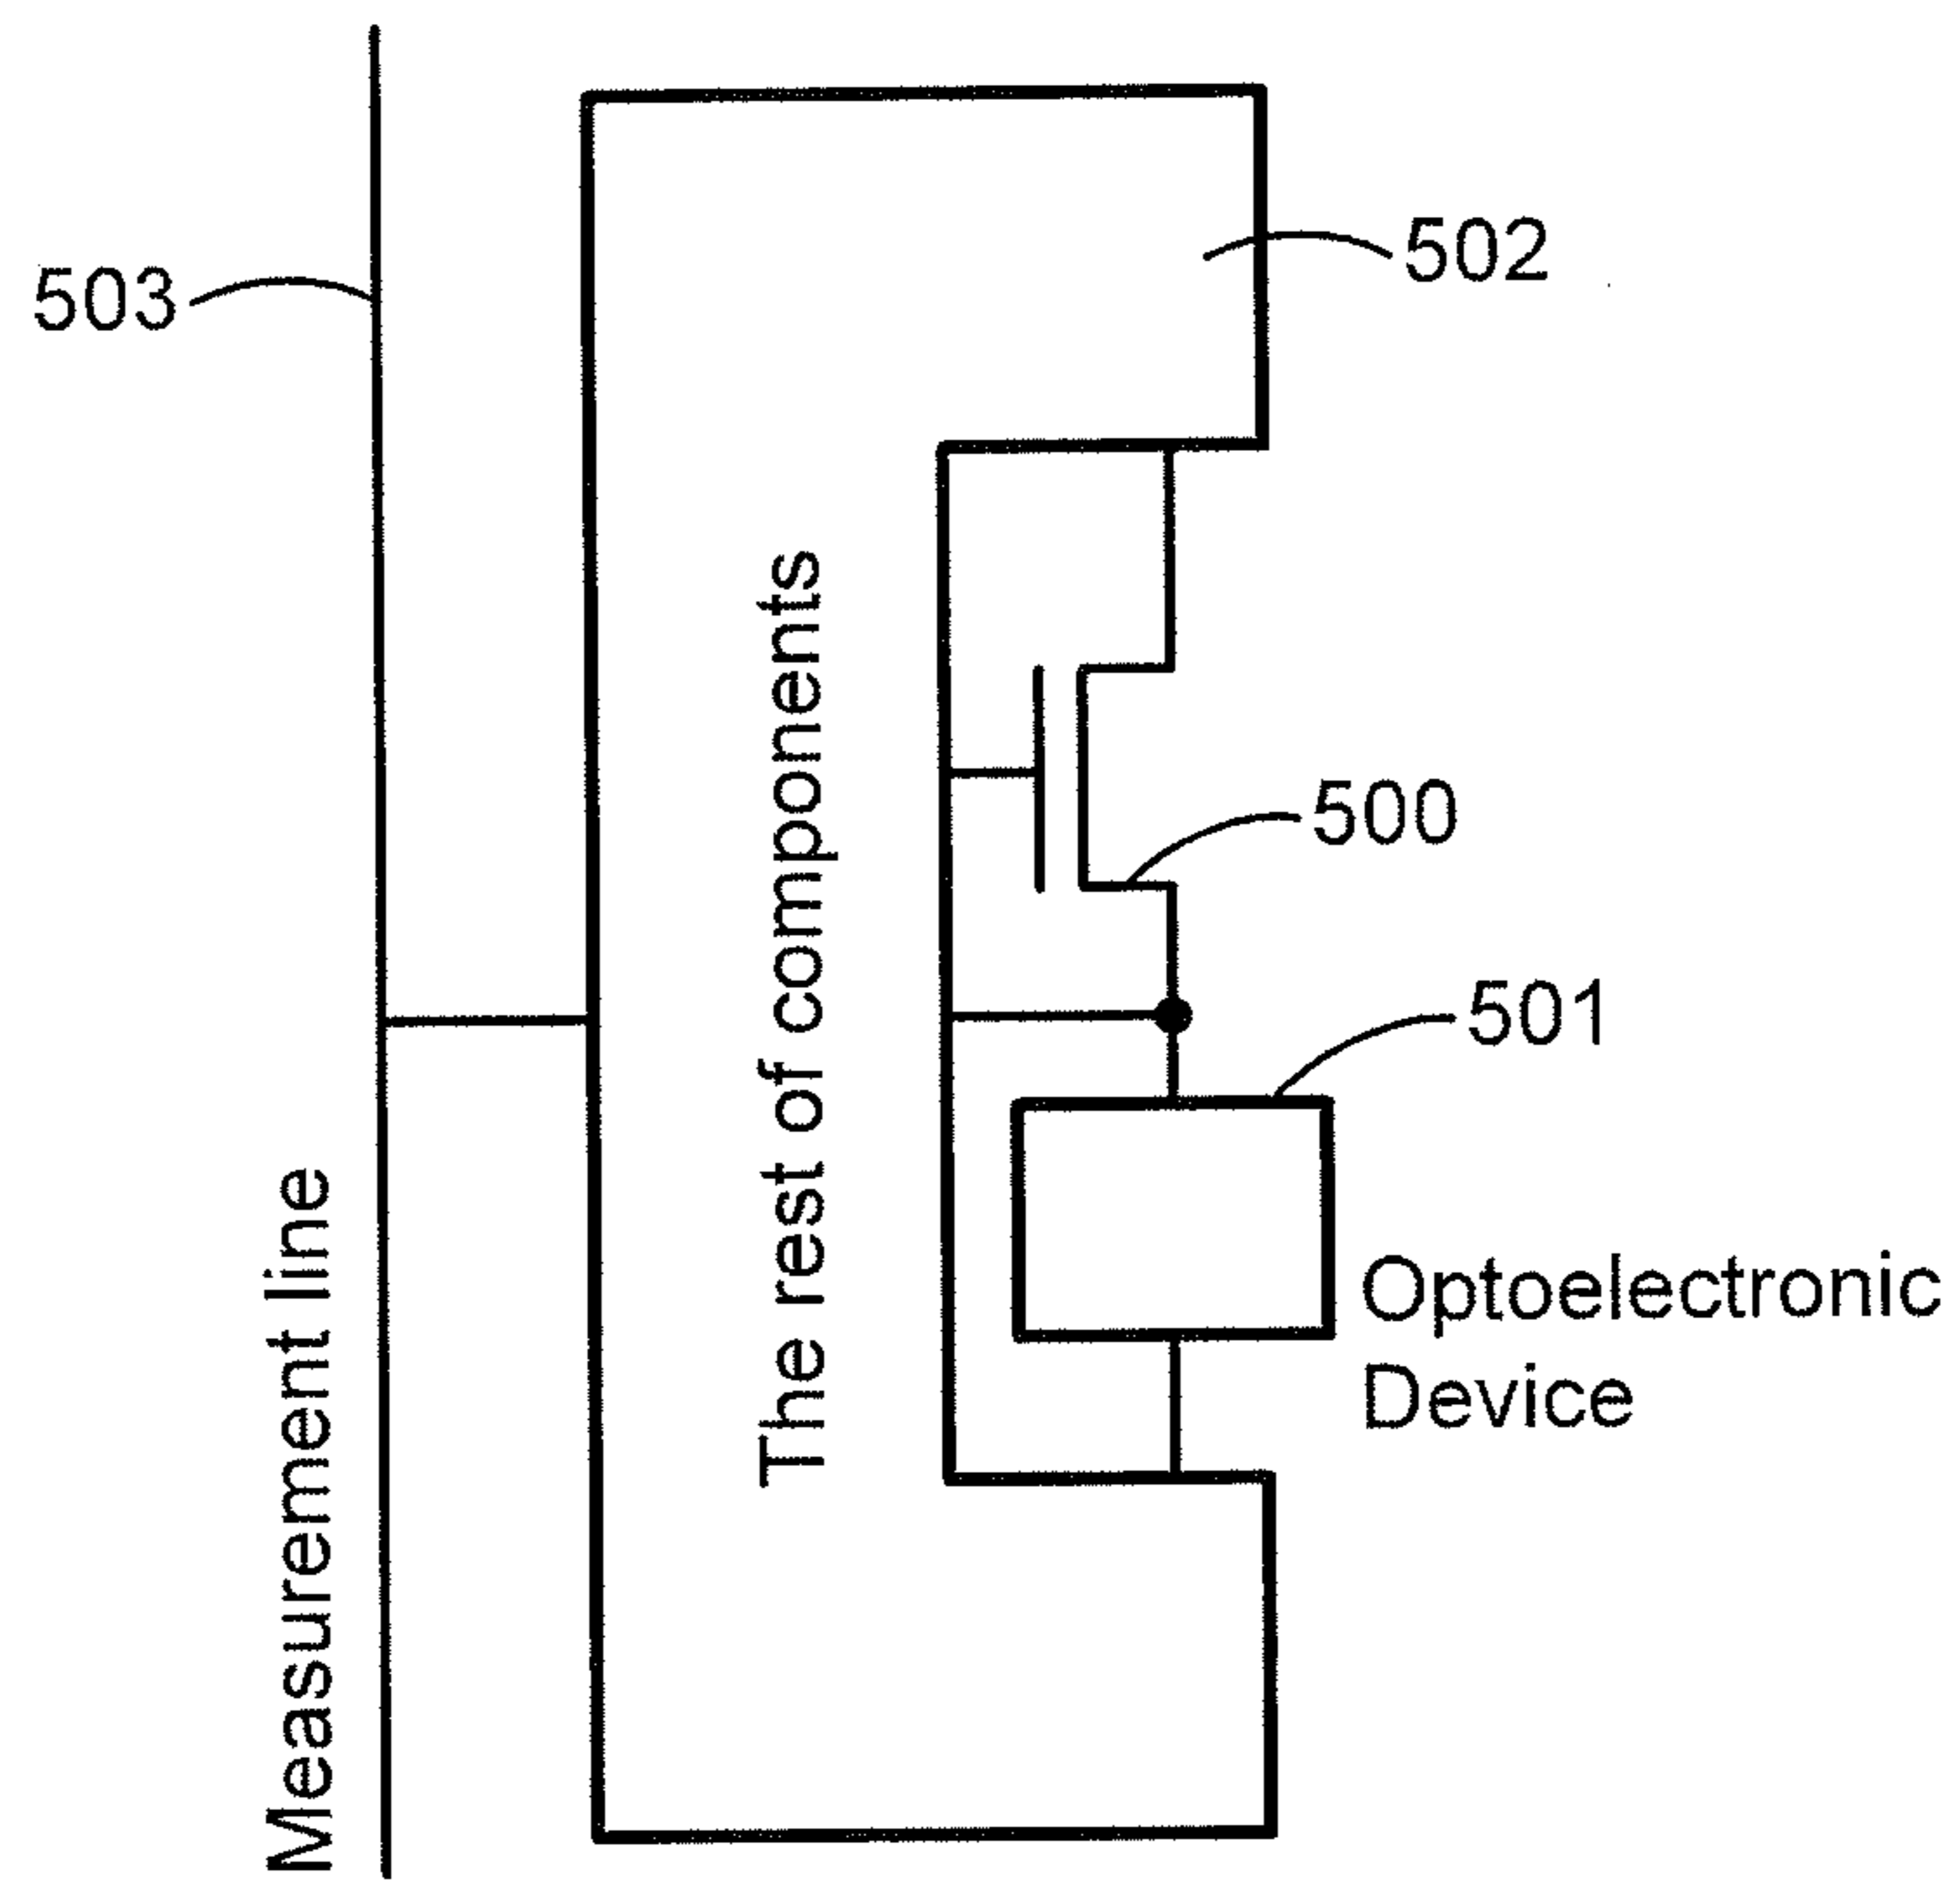 502
503
500
501
The rest of components
Measurement line
Optoelectronic
Device